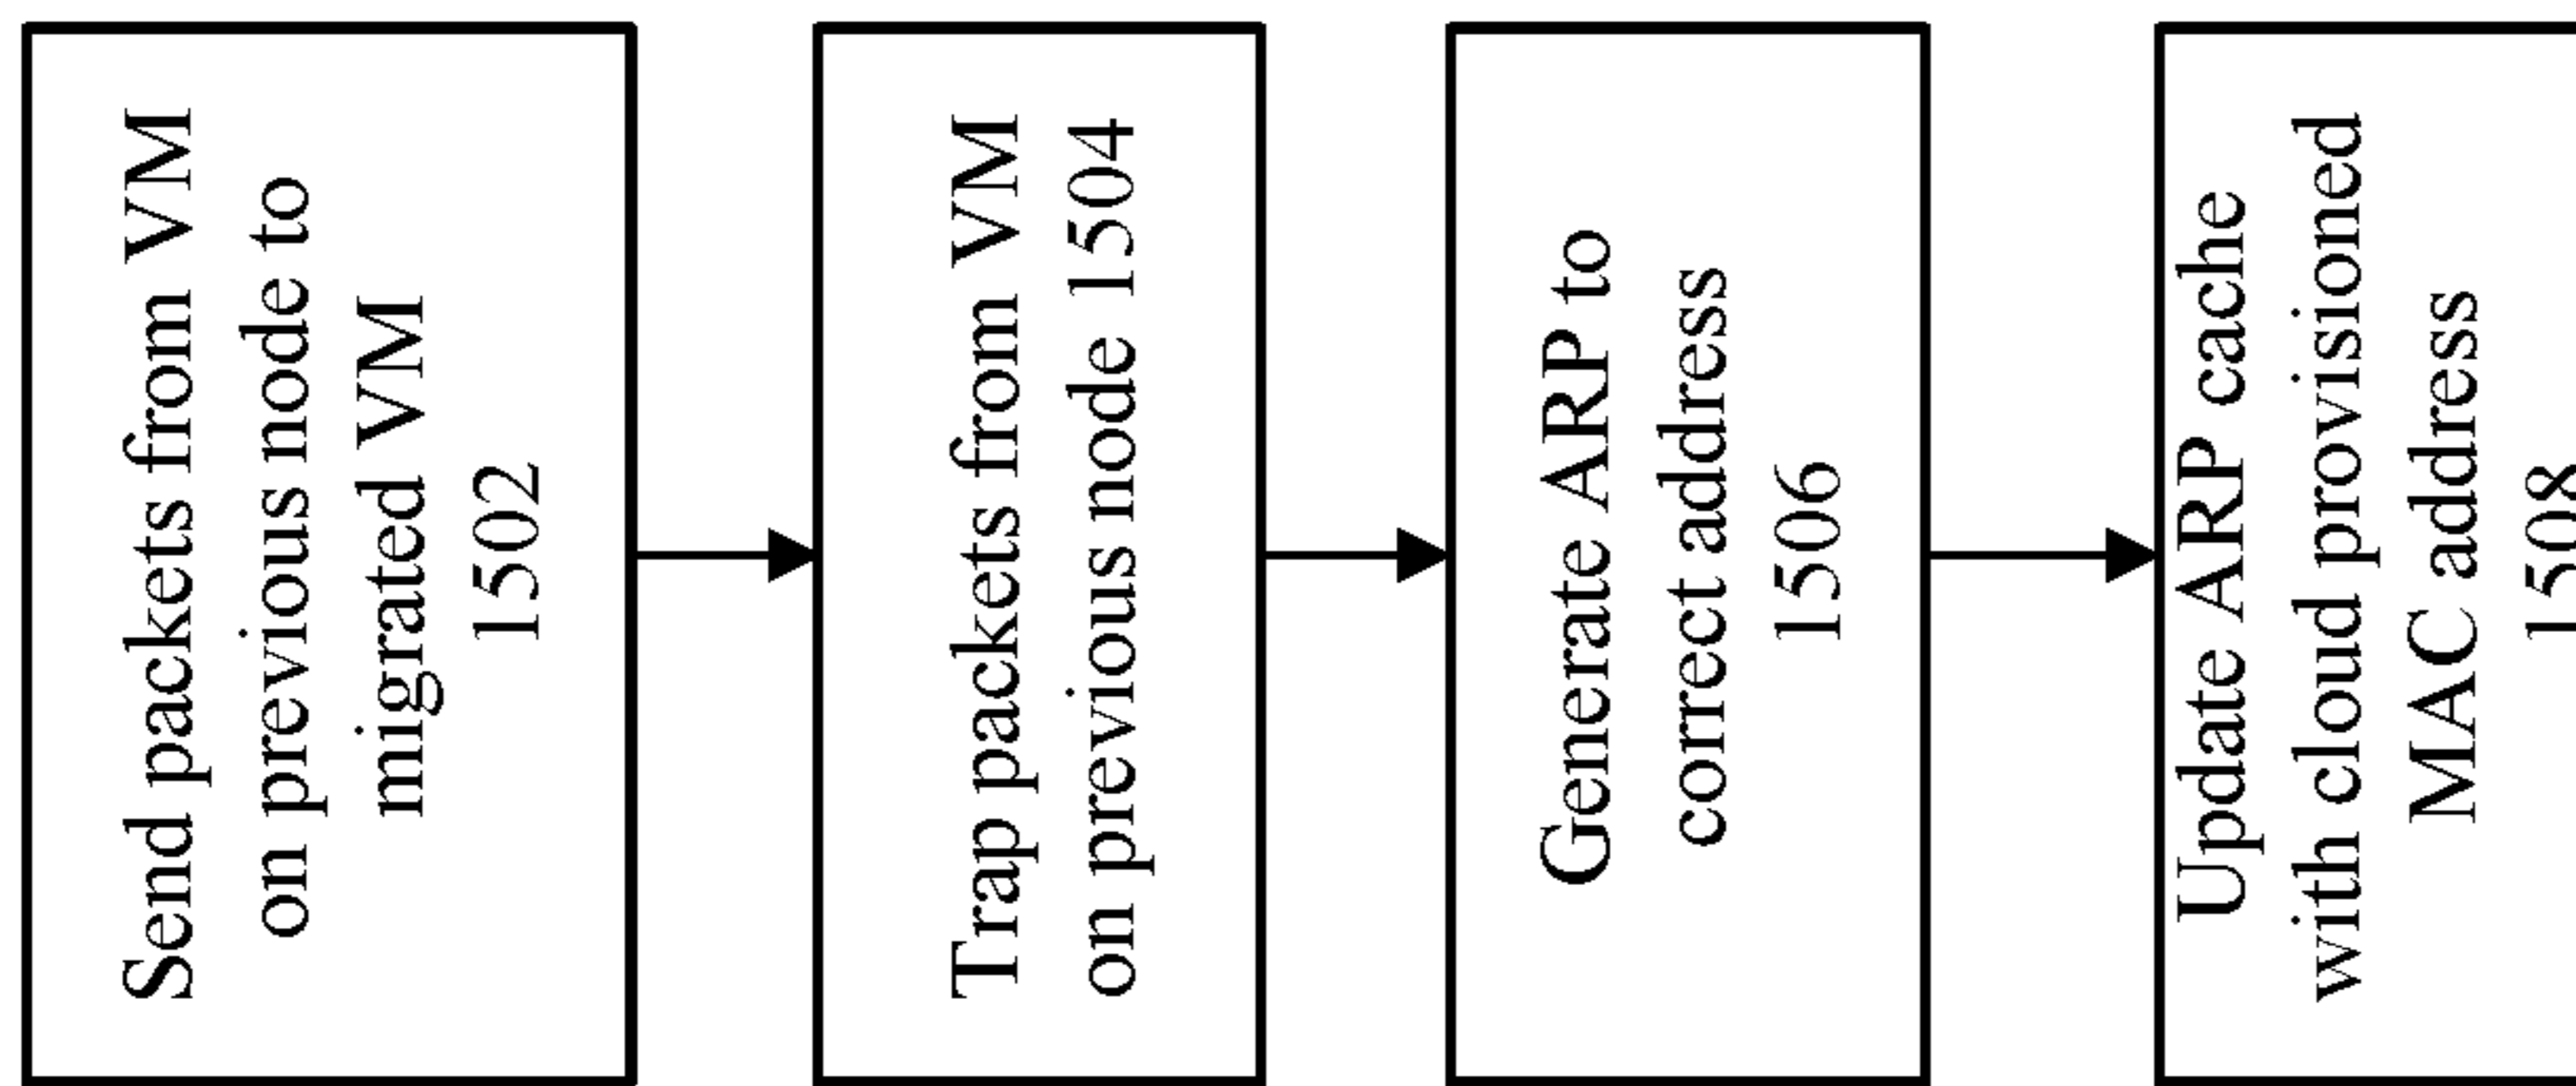 Send packets from VM
on previous node to
migrated VM
1502
Trap packets from VM
on previous node 1504
Generate ARP to
correct address
1506
Update ARP cache
with cloud provisioned
MAC address
1508